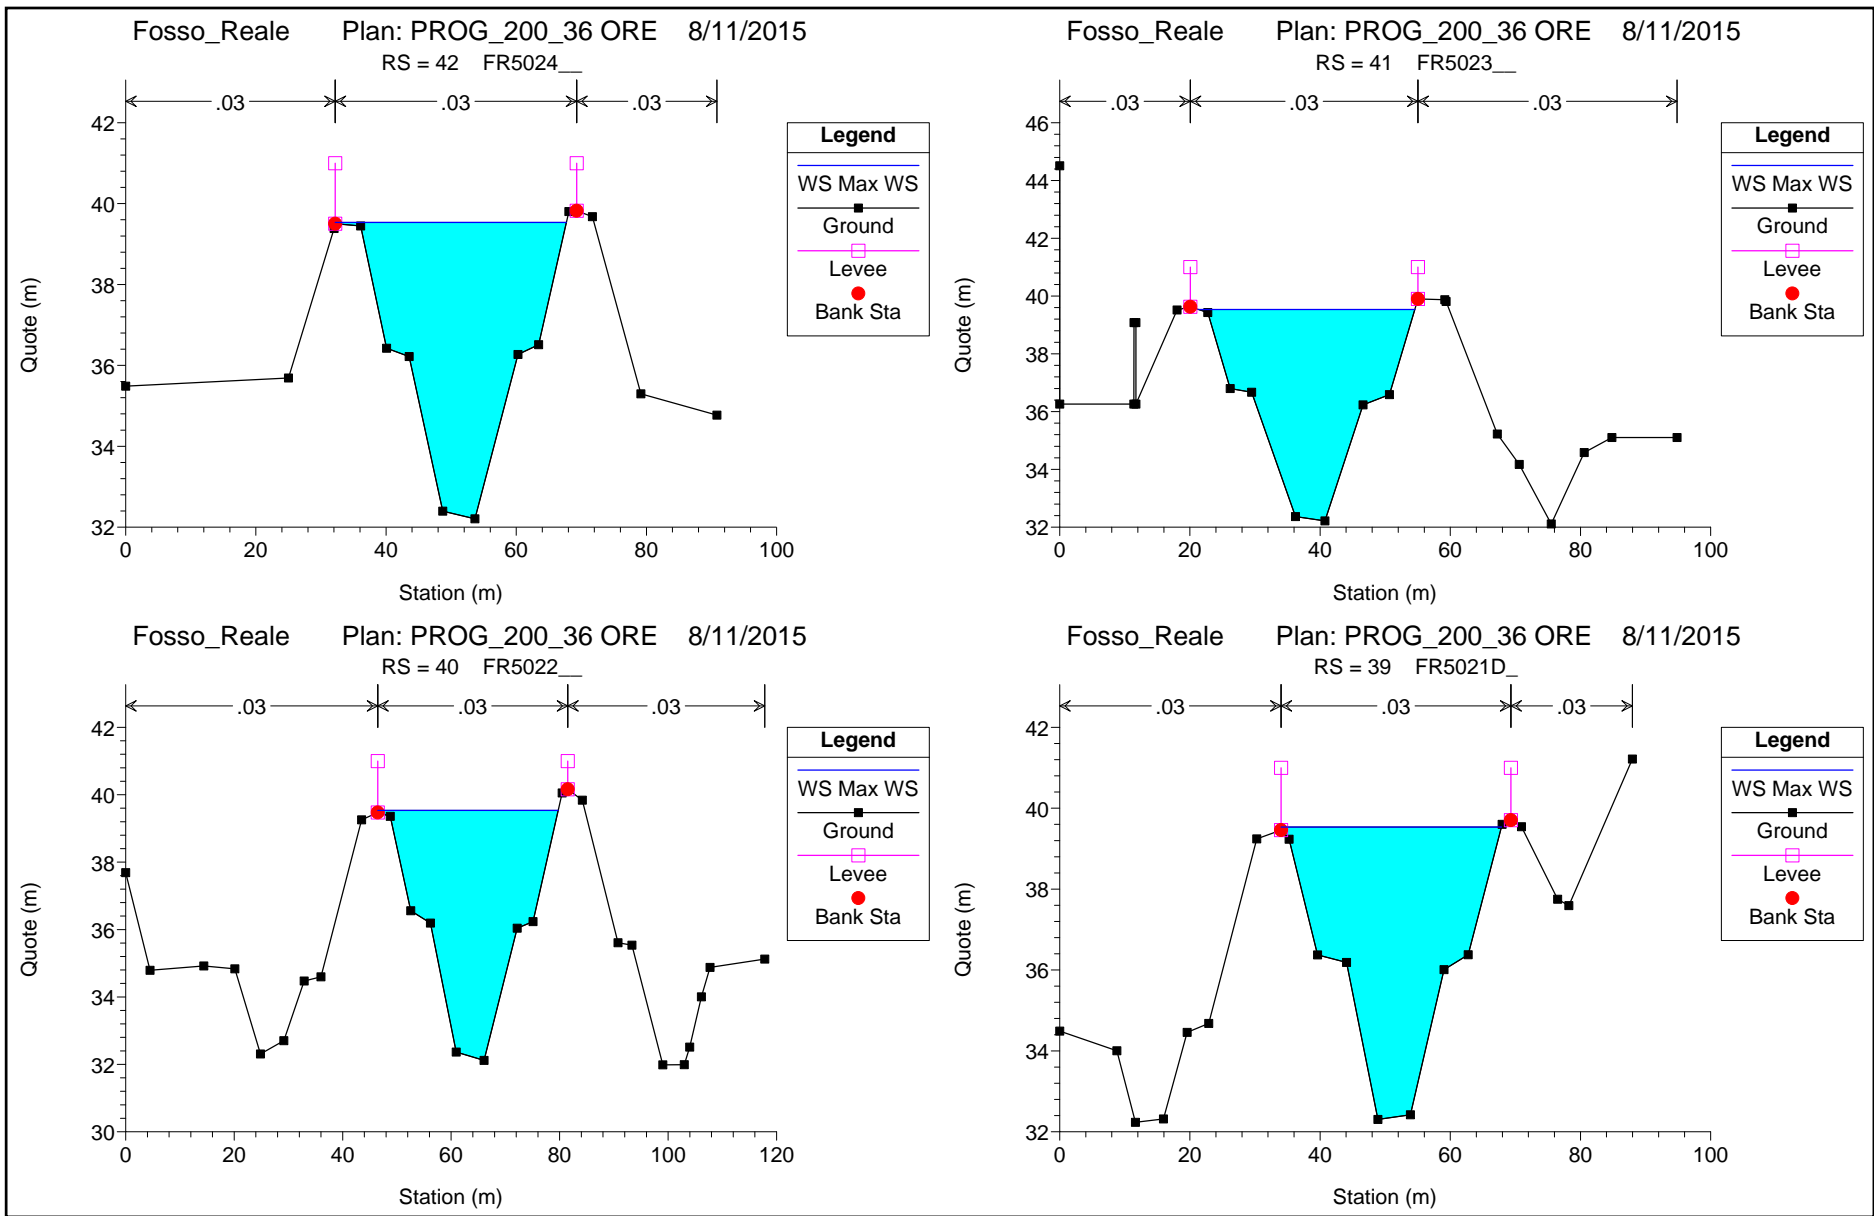 Fosso_Reale Plan: PROG_200_36 ORE 8/11/2015
RS = 42 FR5024__
.03 .03 .03
42
40
38
36
34
32
0 20 40 60 80 100
Quote (m)
Station (m)
Legend
WS Max WS
Ground
Levee
Bank Sta
Fosso_Reale Plan: PROG_200_36 ORE 8/11/2015
RS = 41 FR5023__
.03 .03 .03
46
44
42
40
38
36
34
32
0 20 40 60 80 100
Quote (m)
Station (m)
Legend
WS Max WS
Ground
Levee
Bank Sta
Fosso_Reale Plan: PROG_200_36 ORE 8/11/2015
RS = 40 FR5022__
.03 .03 .03
42
40
38
36
34
32
30
0 20 40 60 80 100 120
Quote (m)
Station (m)
Legend
WS Max WS
Ground
Levee
Bank Sta
Fosso_Reale Plan: PROG_200_36 ORE 8/11/2015
RS = 39 FR5021D_
.03 .03 .03
42
40
38
36
34
32
0 20 40 60 80 100
Quote (m)
Station (m)
Legend
WS Max WS
Ground
Levee
Bank Sta